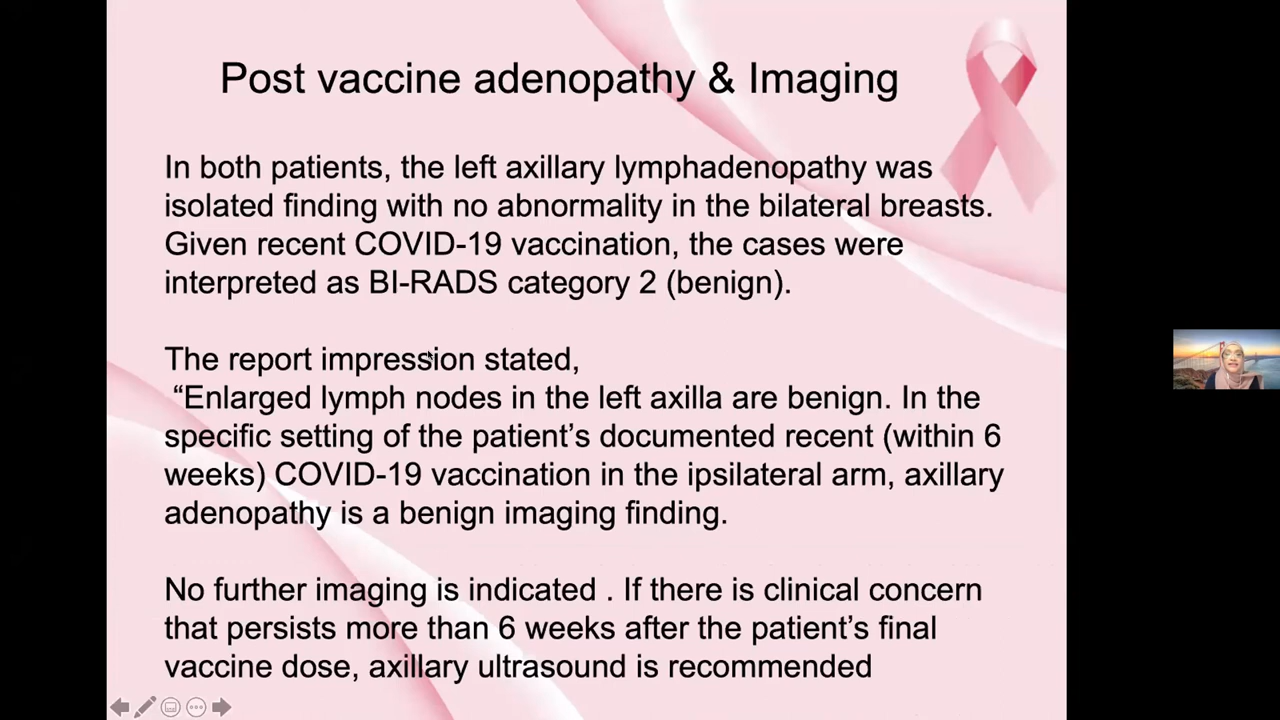 Post vaccine adenopathy & Imaging
In both patients, the left axillary lymphadenopathy was
isolated finding with no abnormality in the bilateral breasts.
Given recent COVID-19 vaccination, the cases were
interpreted as BI-RADS category 2 (benign).
The report impression stated,
“Enlarged lymph nodes in the left axilla are benign. In the
specific setting of the patient’s documented recent (within 6
weeks) COVID-19 vaccination in the ipsilateral arm, axillary
adenopathy is a benign imaging finding.
No further imaging is indicated . If there is clinical concern
that persists more than 6 weeks after the patient’s final
vaccine dose, axillary ultrasound is recommended